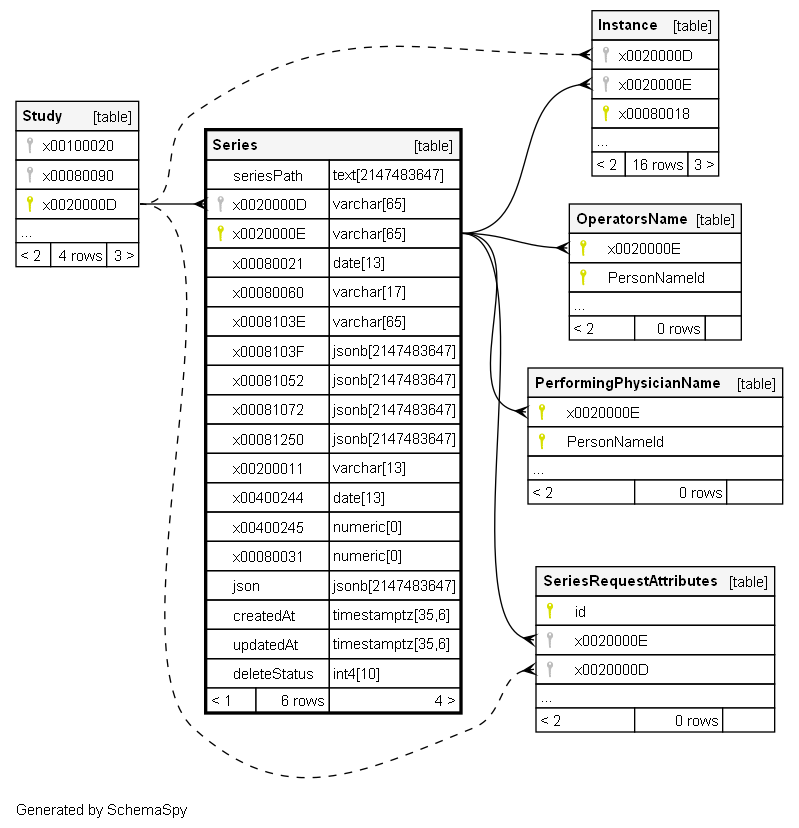 Study [table]
x00100020
x00080090
x0020000D
...
< 2 4 rows 3 >
Series [table]
seriesPath text[2147483647]
x0020000D varchar[65]
x0020000E varchar[65]
x00080021 date[13]
x00080060 varchar[17]
x0008103E varchar[65]
x0008103F jsonb[2147483647]
x00081052 jsonb[2147483647]
x00081072 jsonb[2147483647]
x00081250 jsonb[2147483647]
x00200011 varchar[13]
x00400244 date[13]
x00400245 numeric[0]
x00080031 numeric[0]
json jsonb[2147483647]
createdAt timestamptz[35,6]
updatedAt timestamptz[35,6]
deleteStatus int4[10]
< 1 6 rows 4 >
Instance [table]
x0020000D
x0020000E
x00080018
...
< 2 16 rows 3 >
OperatorsName [table]
x0020000E
PersonNameId
...
< 2 0 rows
PerformingPhysicianName [table]
x0020000E
PersonNameId
...
< 2 0 rows
SeriesRequestAttributes [table]
id
x0020000E
x0020000D
...
< 2 0 rows
Generated by SchemaSpy